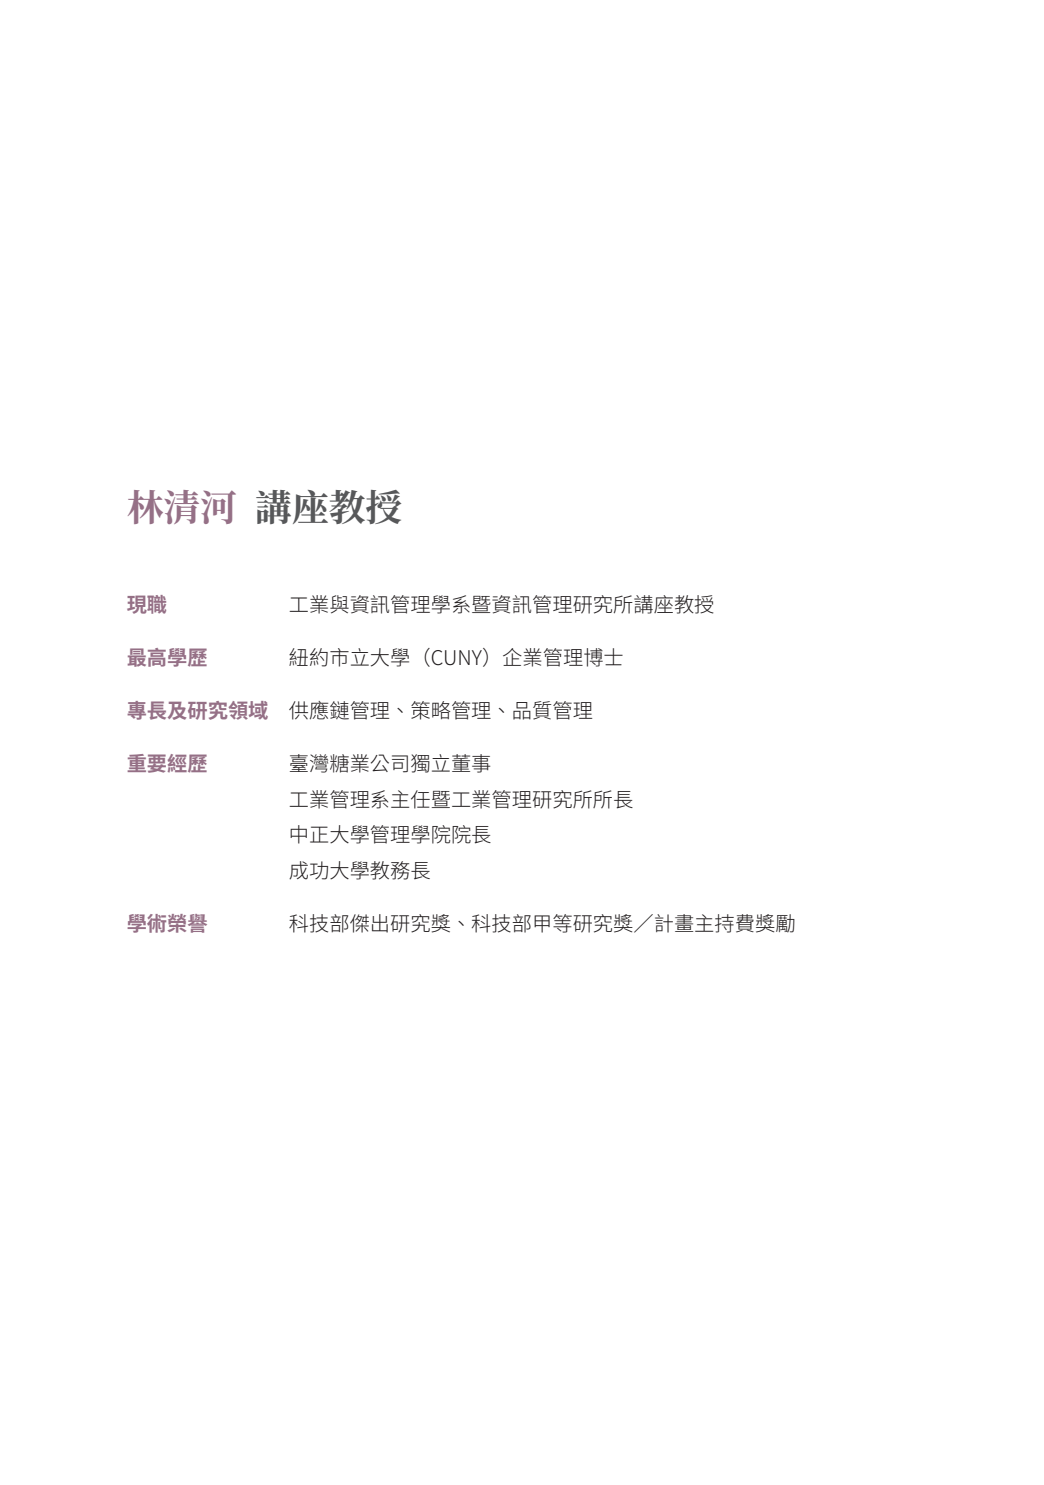 林清河 講座教授
現職 工業與資訊管理學系暨資訊管理研究所講座教授
最高學歷 紐約市立大學（CUNY）企業管理博士
專長及研究領域 供應鏈管理、策略管理、品質管理
重要經歷 臺灣糖業公司獨立董事
工業管理系主任暨工業管理研究所所長
中正大學管理學院院長
成功大學教務長
學術榮譽 科技部傑出研究獎、科技部甲等研究獎／計畫主持費獎勵